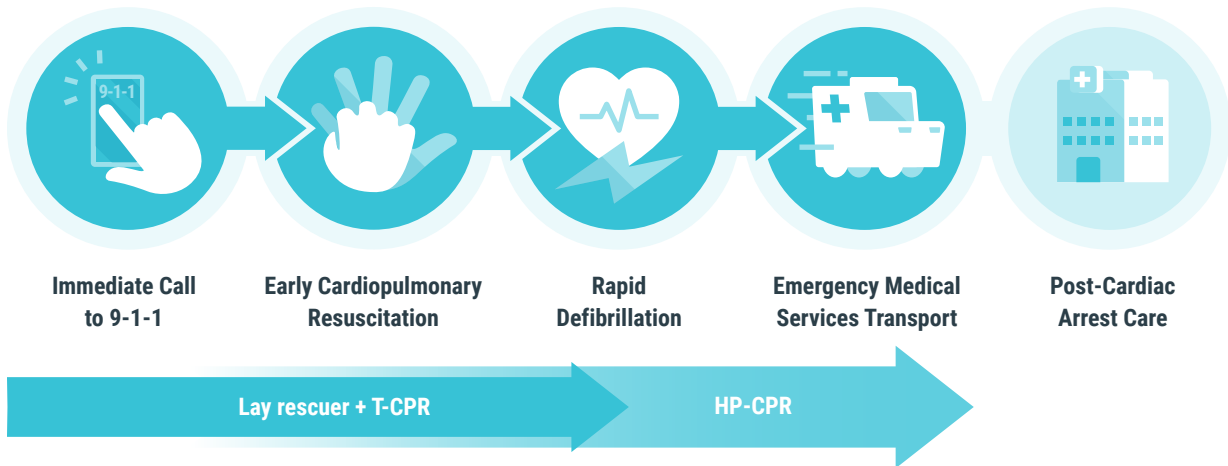 9-1-1
Immediate Call
to 9-1-1
Early Cardiopulmonary
Resuscitation
Rapid
Defibrillation
Emergency Medical
Services Transport
Post-Cardiac
Arrest Care
Lay rescuer + T-CPR
HP-CPR